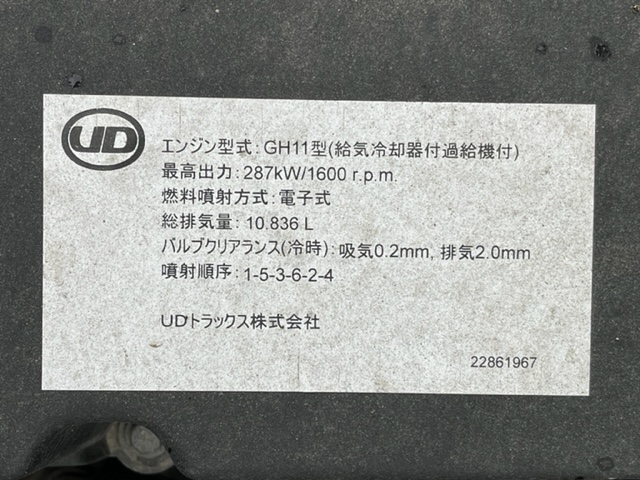 UD
エンジン型式: GH11型(給気冷却器付過給機付)
最高出力: 287kW/1600 r.p.m.
燃料噴射方式: 電子式
総排気量: 10.836 L
バルブクリアランス(冷時): 吸気0.2mm, 排気2.0mm
噴射順序: 1-5-3-6-2-4
UDトラックス株式会社
22861967